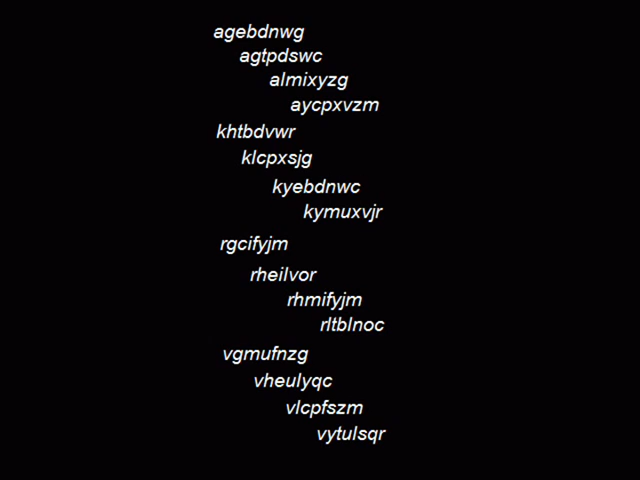 agebdnwg
agtpdswc
almixyzg
aycpxvzm
khtbdvwr
klcpxsjg
kyebdnwc
kymuxvjr
rgcifyjm
rheilvor
rhmifyjm
rltblnoc
vgmufnzg
vheulyqc
vlcpfszm
vytulsqr